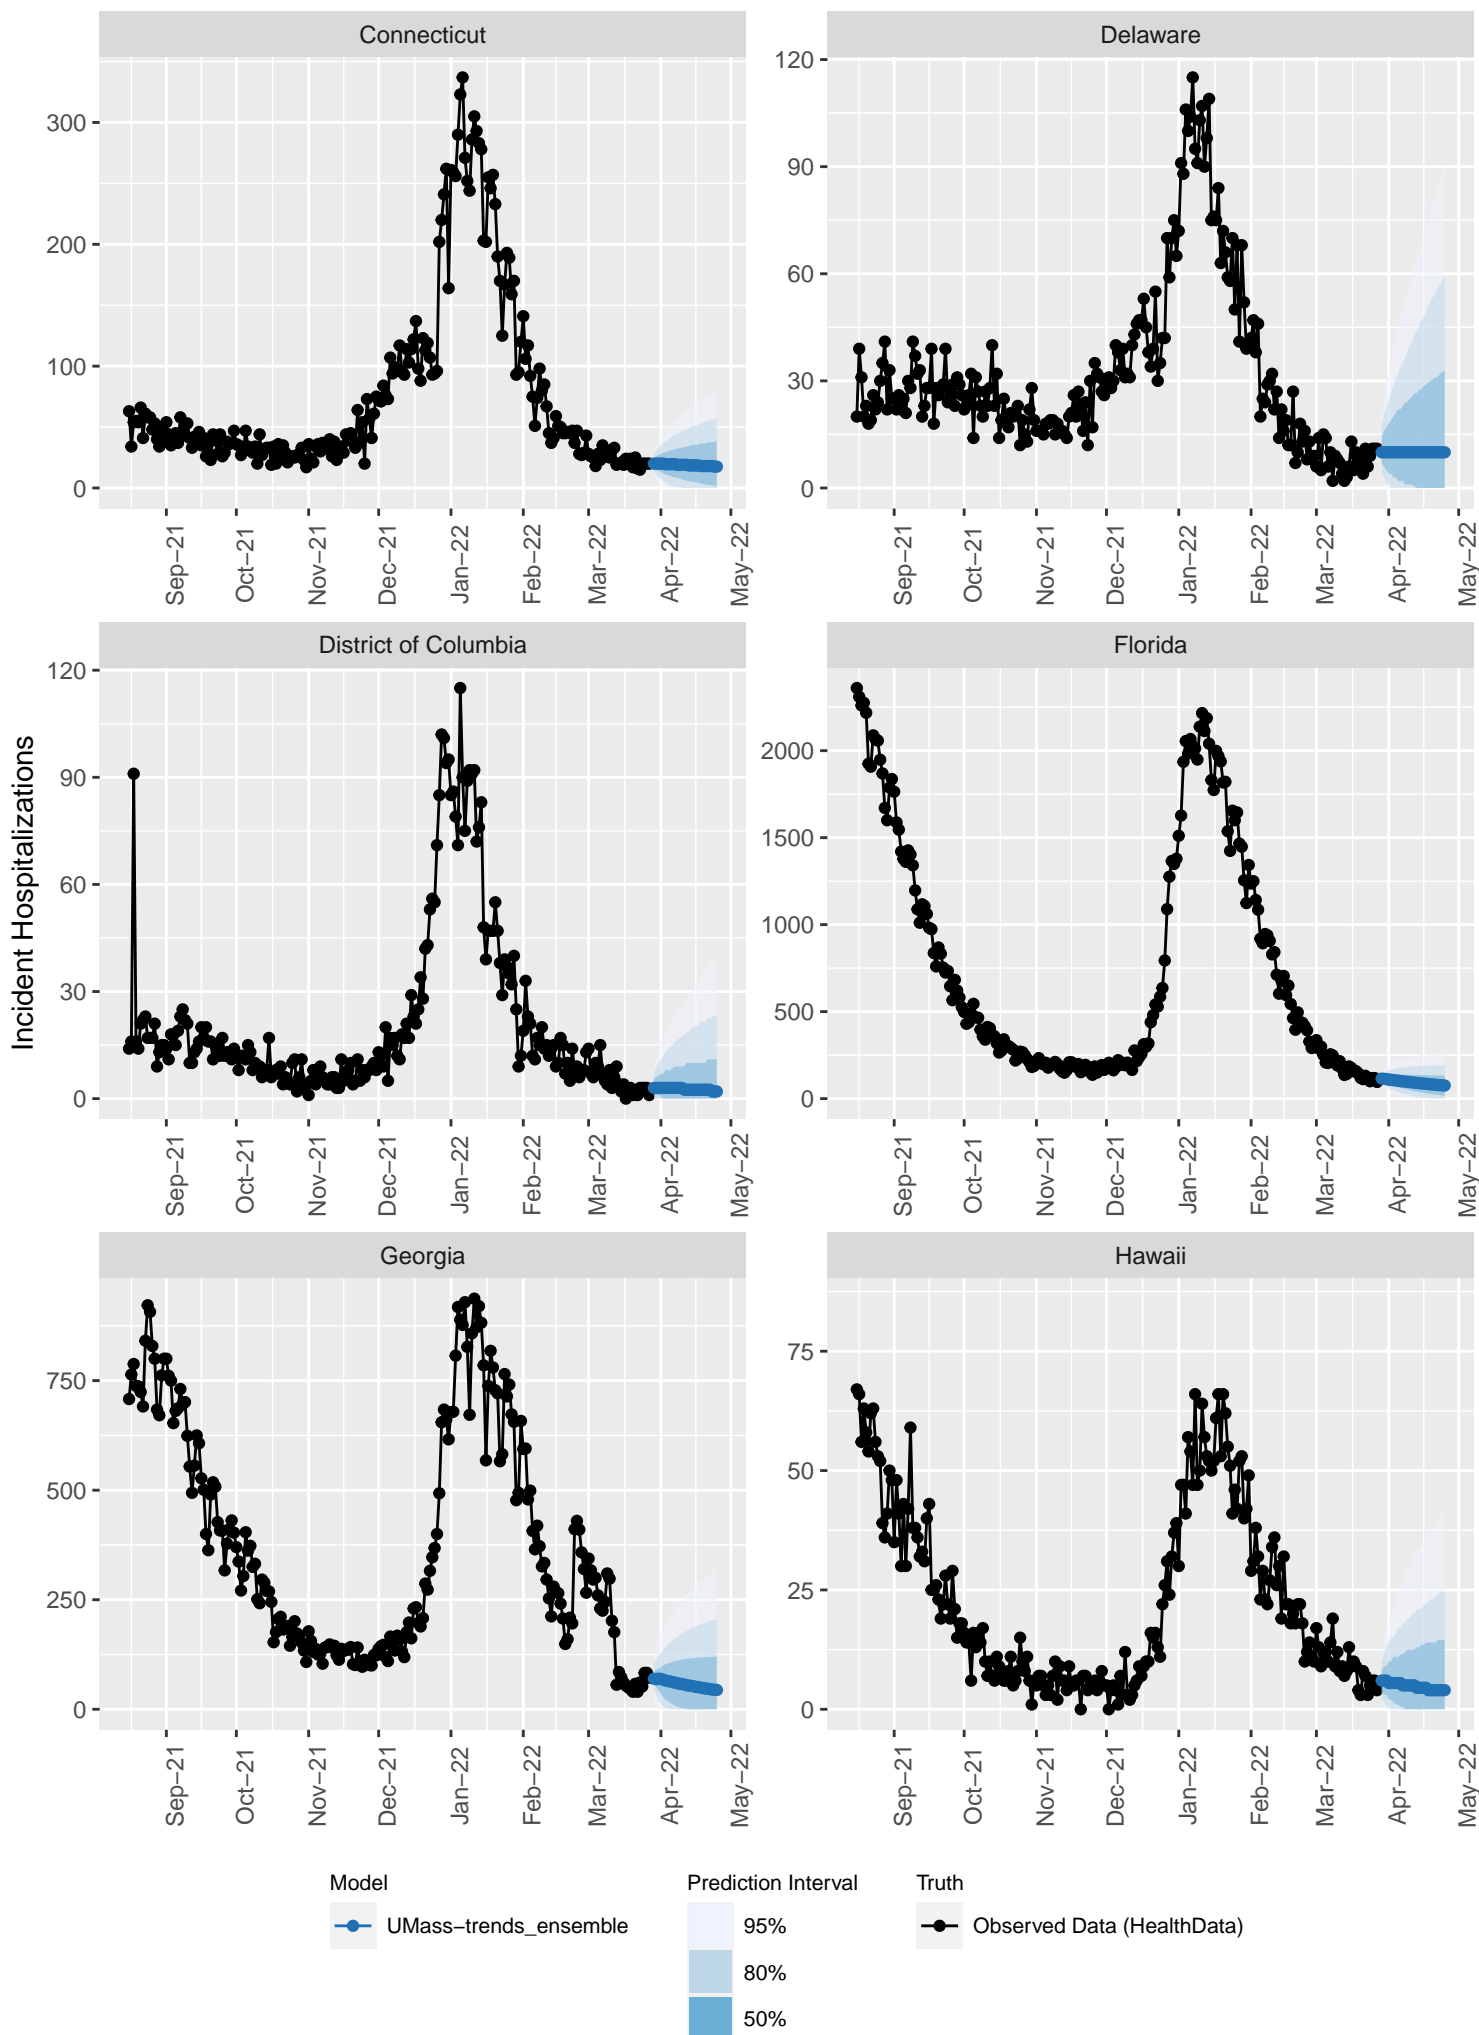 Connecticut
Delaware
300
200
100
0
120
90
60
30
0
Sep−21
Oct−21
Nov−21
Dec−21
Jan−22
Feb−22
Mar−22
Apr−22
May−22
Sep−21
Oct−21
Nov−21
Dec−21
Jan−22
Feb−22
Mar−22
Apr−22
May−22
District of Columbia
Florida
Incident Hospitalizations
120
90
60
30
0
2000
1500
1000
500
0
Sep−21
Oct−21
Nov−21
Dec−21
Jan−22
Feb−22
Mar−22
Apr−22
May−22
Sep−21
Oct−21
Nov−21
Dec−21
Jan−22
Feb−22
Mar−22
Apr−22
May−22
Georgia
Hawaii
750
500
250
0
75
50
25
0
Sep−21
Oct−21
Nov−21
Dec−21
Jan−22
Feb−22
Mar−22
Apr−22
May−22
Sep−21
Oct−21
Nov−21
Dec−21
Jan−22
Feb−22
Mar−22
Apr−22
May−22
Model
UMass−trends_ensemble
Prediction Interval
95%
80%
50%
Truth
Observed Data (HealthData)